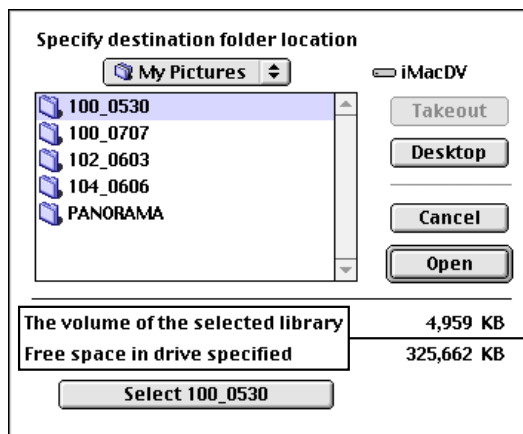 Specify destination folder location
My Pictures
iMacDV
100_0530
100_0707
102_0603
104_0606
PANORAMA
Takeout
Desktop
Cancel
Open
The volume of the selected library 4,959 KB
Free space in drive specified 325,662 KB
Select 100_0530